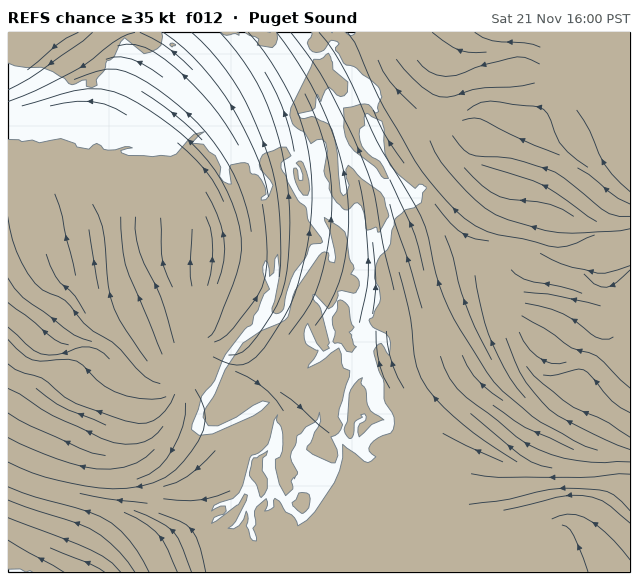 REFS chance ≥35 kt f012 · Puget Sound
Sat 21 Nov 16:00 PST